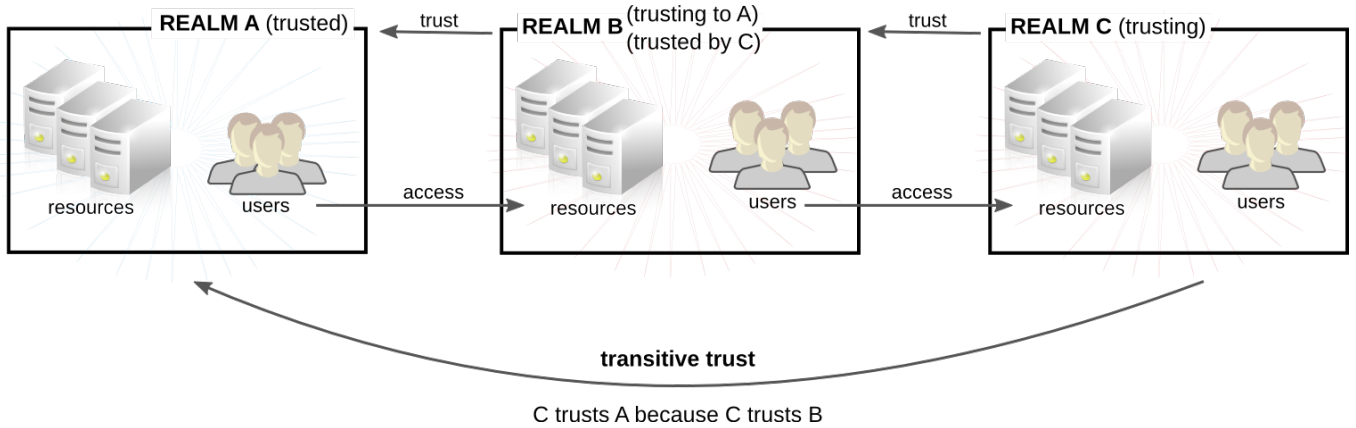 REALM A (trusted)
trust
REALM B (trusting to A)
(trusted by C)
trust
REALM C (trusting)
resources
users
access
resources
users
access
resources
users
transitive trust
C trusts A because C trusts B